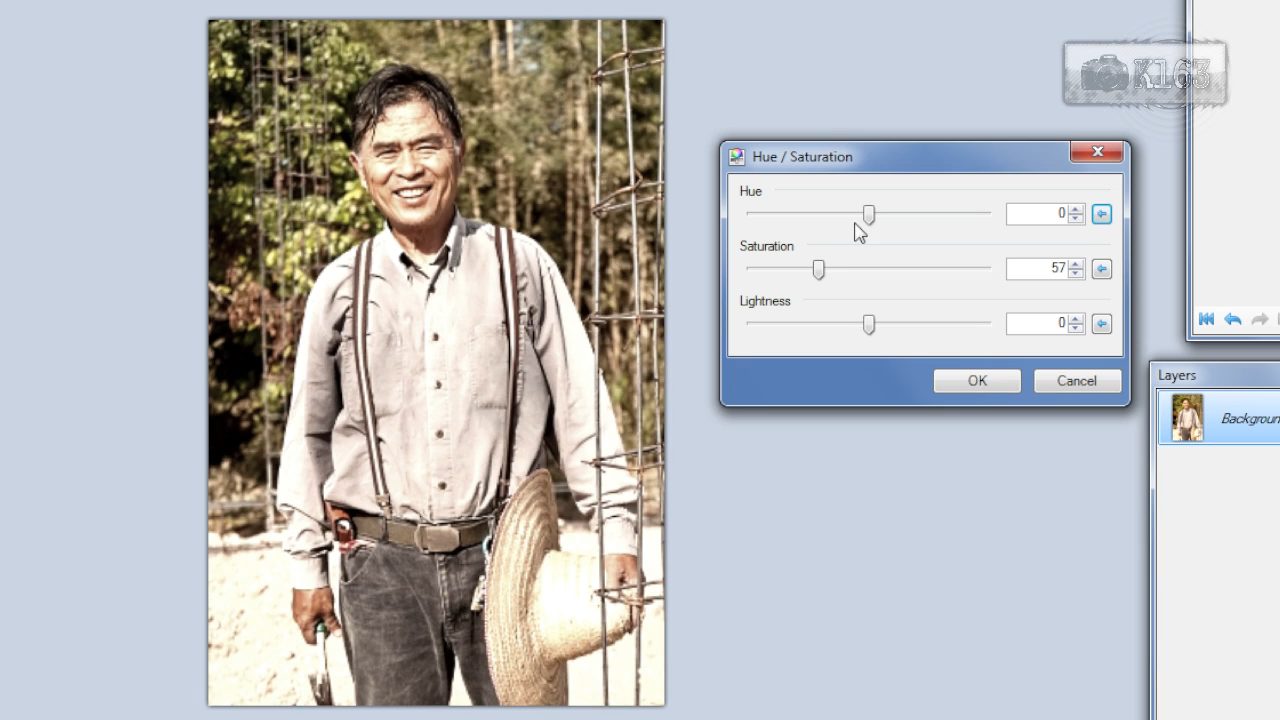 K163
Hue / Saturation
Hue
0
Saturation
57
Lightness
0
OK
Cancel
Layers
Backgroun